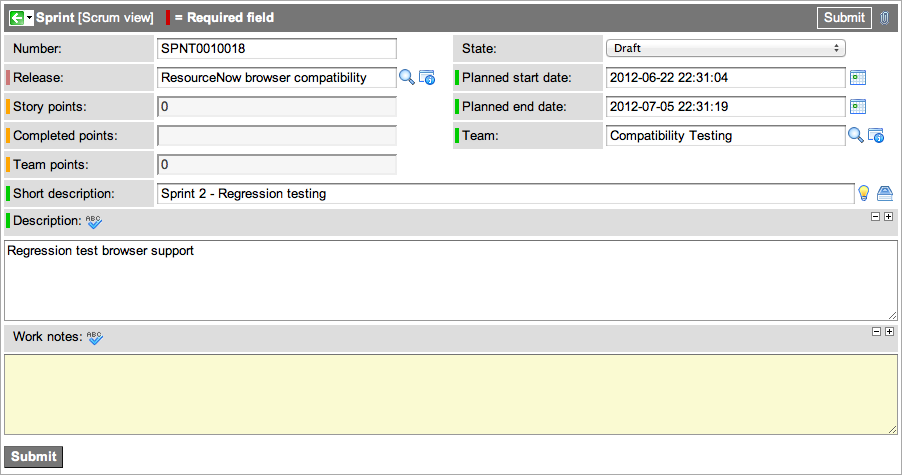 Sprint [Scrum view] = Required field Submit
Number: SPNT0010018 State: Draft
Release: ResourceNow browser compatibility Planned start date: 2012-06-22 22:31:04
Story points: 0 Planned end date: 2012-07-05 22:31:19
Completed points: Team: Compatibility Testing
Team points: 0
Short description: Sprint 2 - Regression testing
Description: ABC
Regression test browser support
Work notes: ABC
Submit